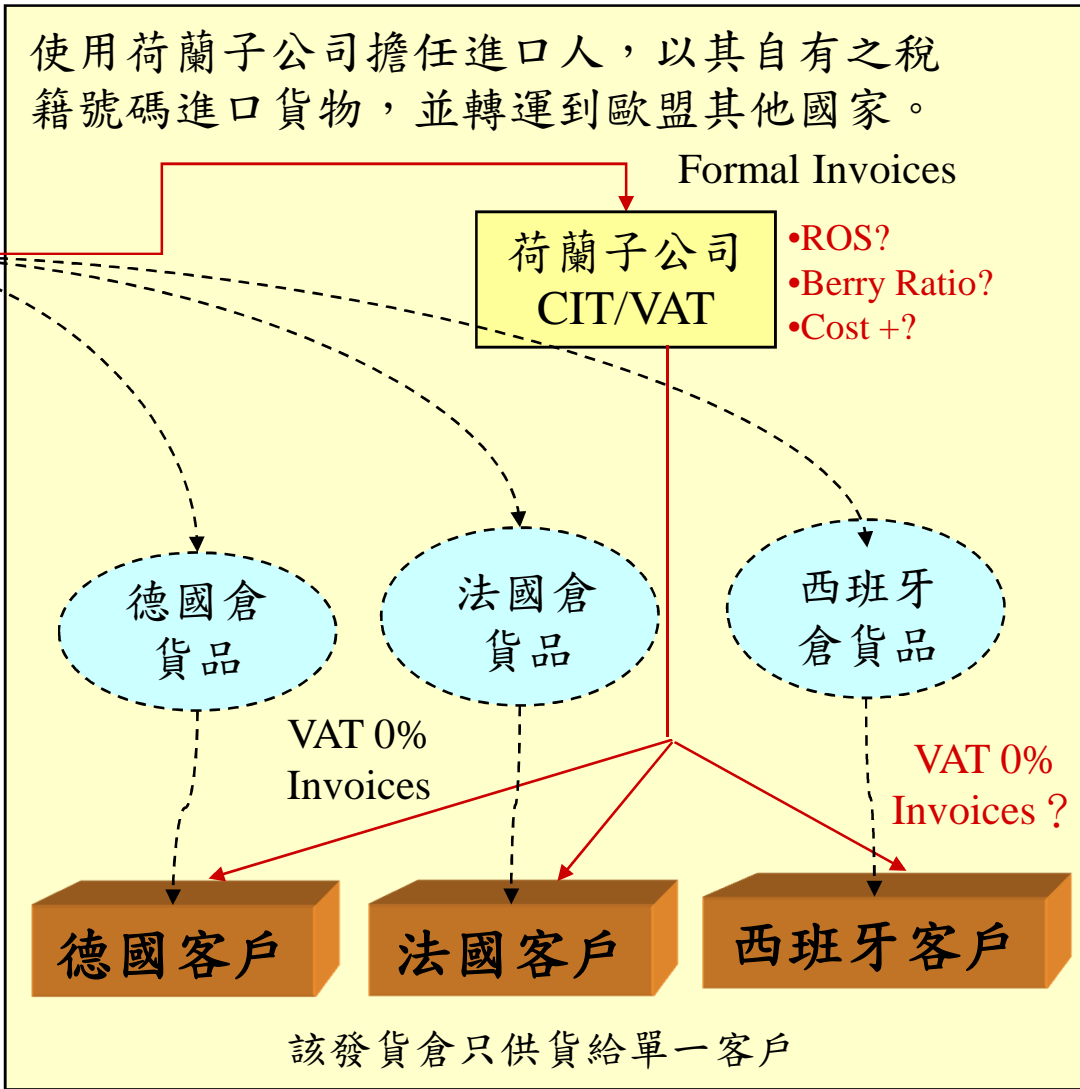 使用荷蘭子公司擔任進口人，以其自有之稅
籍號碼進口貨物，並轉運到歐盟其他國家。
Formal Invoices
荷蘭子公司
CIT/VAT
•ROS?
•Berry Ratio?
•Cost +?
德國倉
貨品
法國倉
貨品
西班牙
倉貨品
VAT 0%
Invoices
VAT 0%
Invoices？
德國客戶
法國客戶
西班牙客戶
該發貨倉只供貨給單一客戶